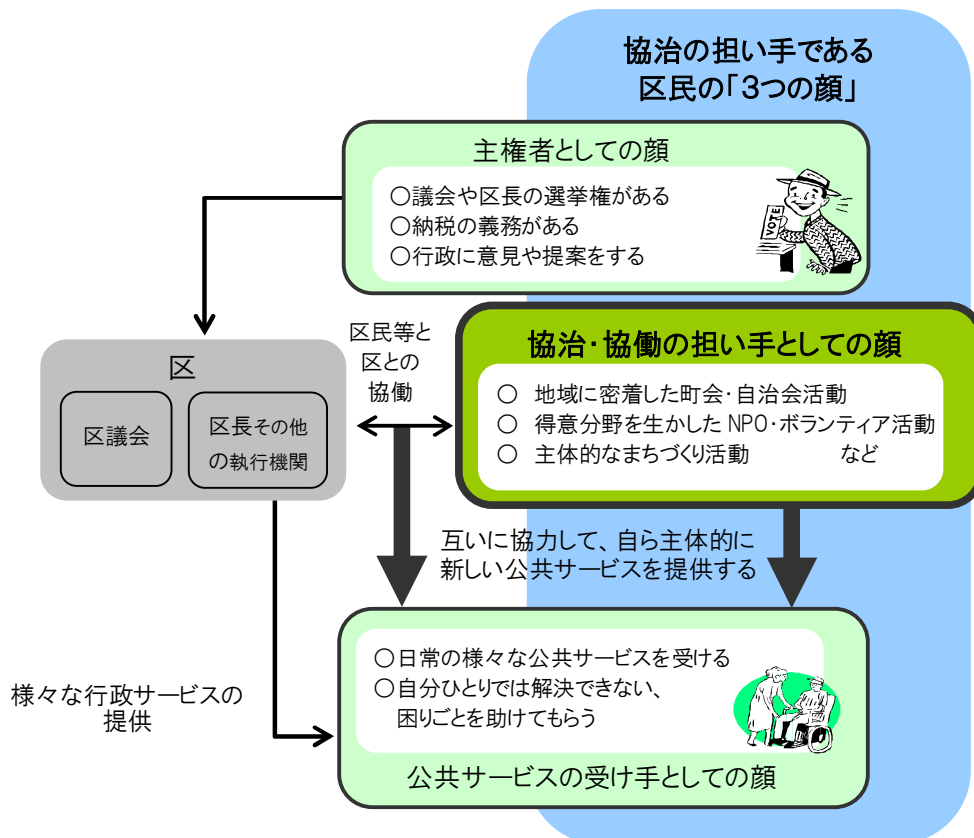 協治の担い手である
区民の「3つの顔」
主権者としての顔
○議会や区長の選挙権がある
○納税の義務がある
○行政に意見や提案をする
VOTE
区民等と
区との
協働
協治・協働の担い手としての顔
○ 地域に密着した町会・自治会活動
○ 得意分野を生かした NPO・ボランティア活動
○ 主体的なまちづくり活動 など
区
区議会
区長その他
の執行機関
互いに協力して、自ら主体的に
新しい公共サービスを提供する
様々な行政サービスの
提供
○日常の様々な公共サービスを受ける
○自分ひとりでは解決できない、
困りごとを助けてもらう
公共サービスの受け手としての顔